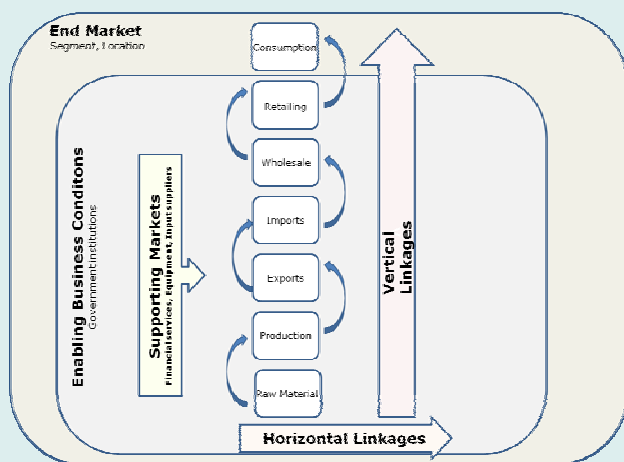 End Market
Segment, Location
Consumption
Retailing
Wholesale
Imports
Exports
Production
Raw Material
Enabling Business Conditons
Government institutions
Supporting Markets
Financial services, Equipment, Input suppliers
Vertical
Linkages
Horizontal Linkages